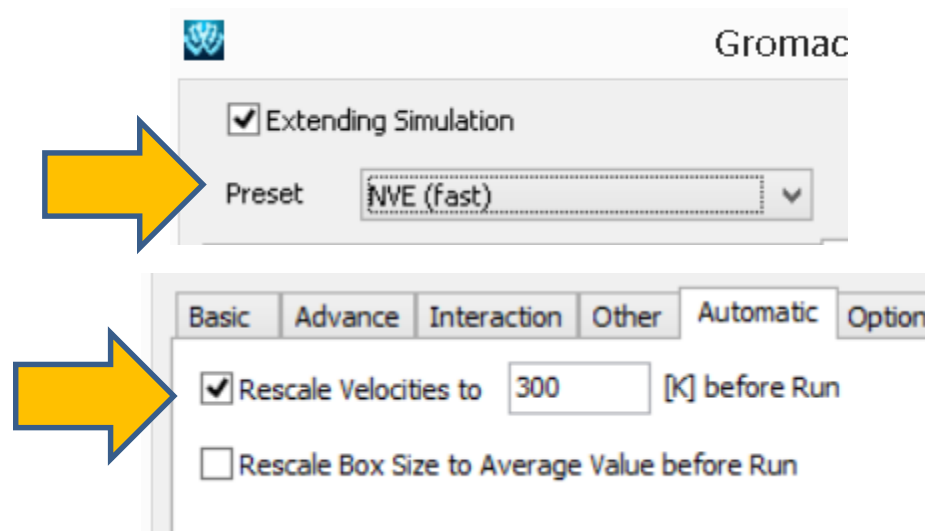 Gromac
Extending Simulation
Preset NVE (fast)
Basic Advance Interaction Other Automatic Option
Rescale Velocities to 300 [K] before Run
Rescale Box Size to Average Value before Run